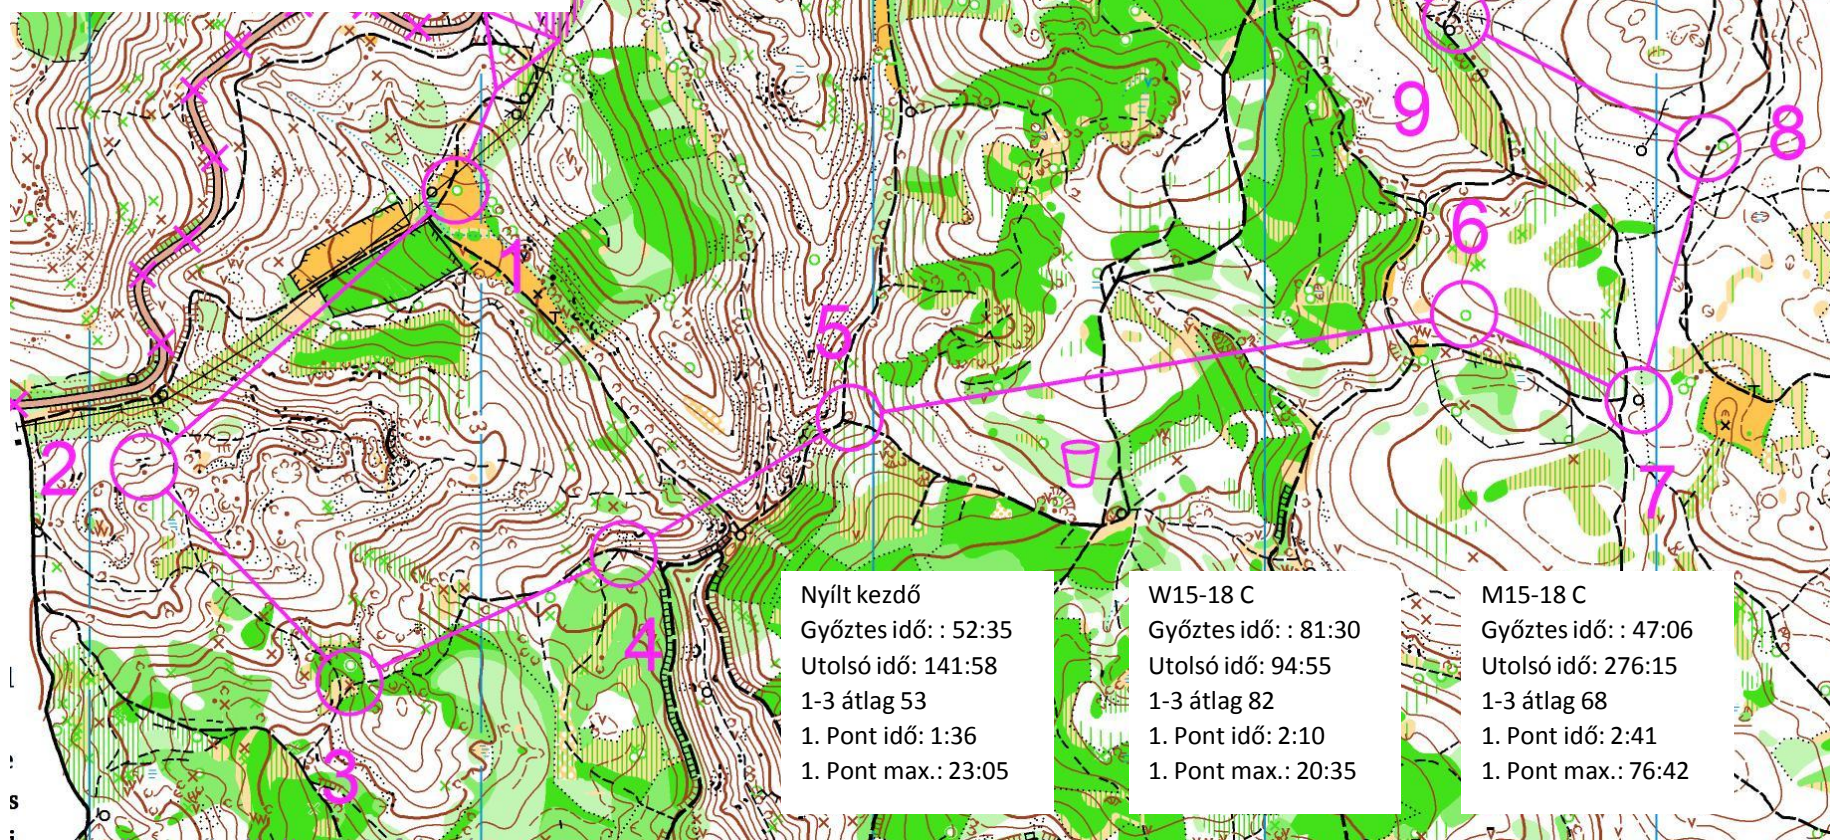 9
8
6
1
5
2
7
4
3
l
e
s
i
Nyílt kezdő
Győztes idő: : 52:35
Utolsó idő: 141:58
1-3 átlag 53
1. Pont idő: 1:36
1. Pont max.: 23:05
W15-18 C
Győztes idő: : 81:30
Utolsó idő: 94:55
1-3 átlag 82
1. Pont idő: 2:10
1. Pont max.: 20:35
M15-18 C
Győztes idő: : 47:06
Utolsó idő: 276:15
1-3 átlag 68
1. Pont idő: 2:41
1. Pont max.: 76:42